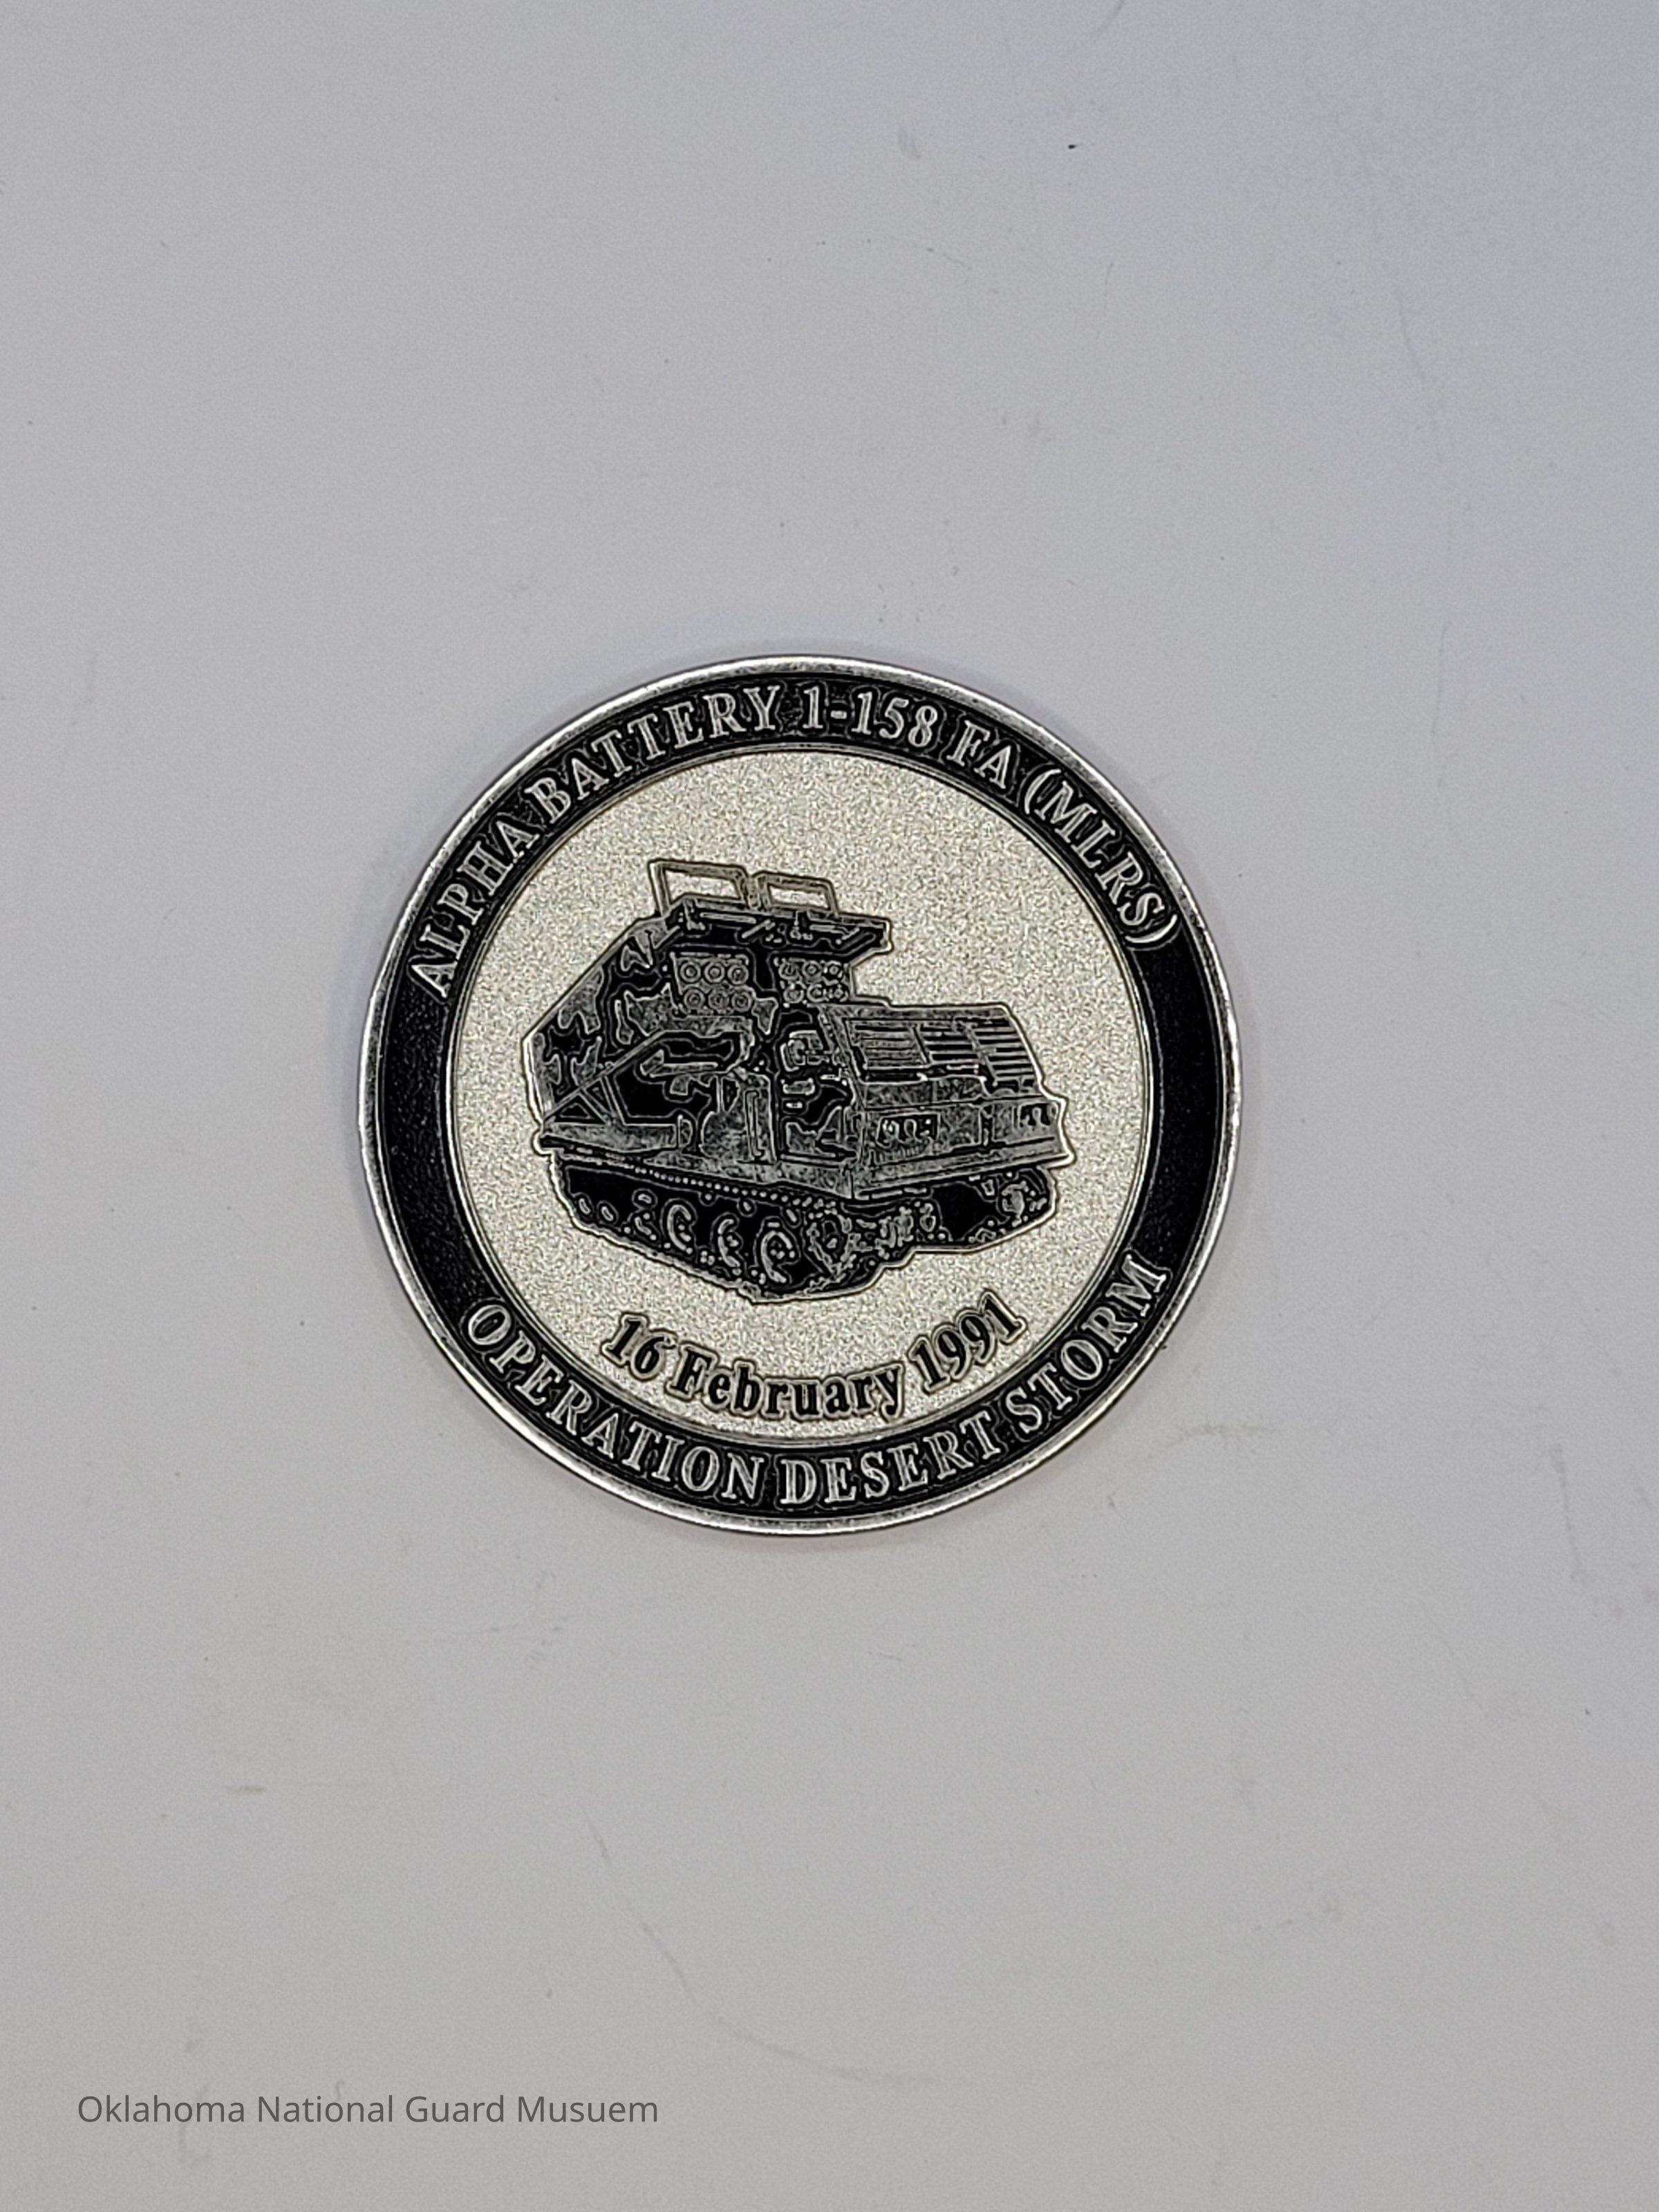 ALPHA BATTERY 1-158 FA (MLRS)
16 February 1991
OPERATION DESERT STORM
Oklahoma National Guard Musuem